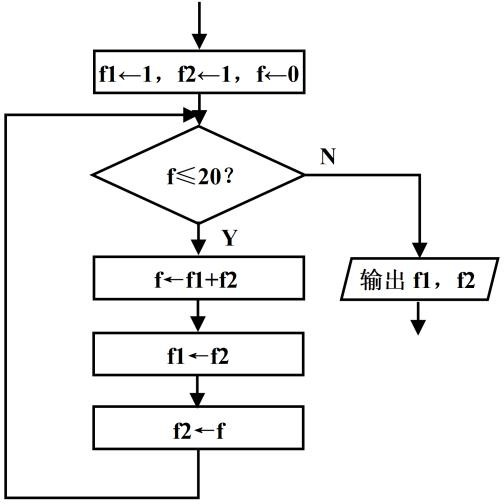 f1←1，f2←1，f←0
f≤20？
N
Y
f←f1+f2
输出 f1，f2
f1←f2
f2←f